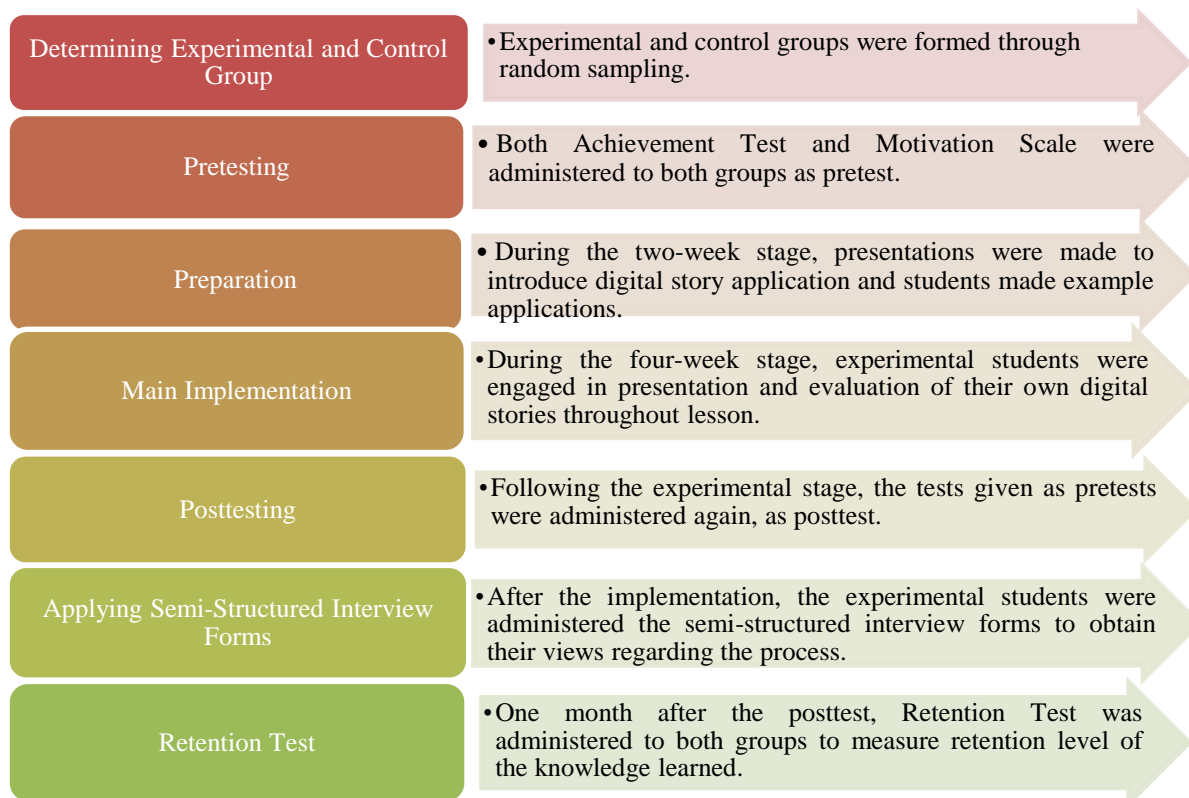 Determining Experimental and Control
Group
•Experimental and control groups were formed through
random sampling.
Pretesting
• Both Achievement Test and Motivation Scale were
administered to both groups as pretest.
Preparation
• During the two-week stage, presentations were made to
introduce digital story application and students made example
applications.
Main Implementation
•During the four-week stage, experimental students were
engaged in presentation and evaluation of their own digital
stories throughout lesson.
Posttesting
•Following the experimental stage, the tests given as pretests
were administered again, as posttest.
Applying Semi-Structured Interview
Forms
•After the implementation, the experimental students were
administered the semi-structured interview forms to obtain
their views regarding the process.
Retention Test
•One month after the posttest, Retention Test was
administered to both groups to measure retention level of
the knowledge learned.